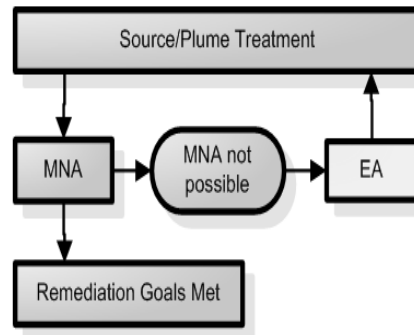 Source/Plume Treatment
MNA
MNA not
possible
EA
Remediation Goals Met